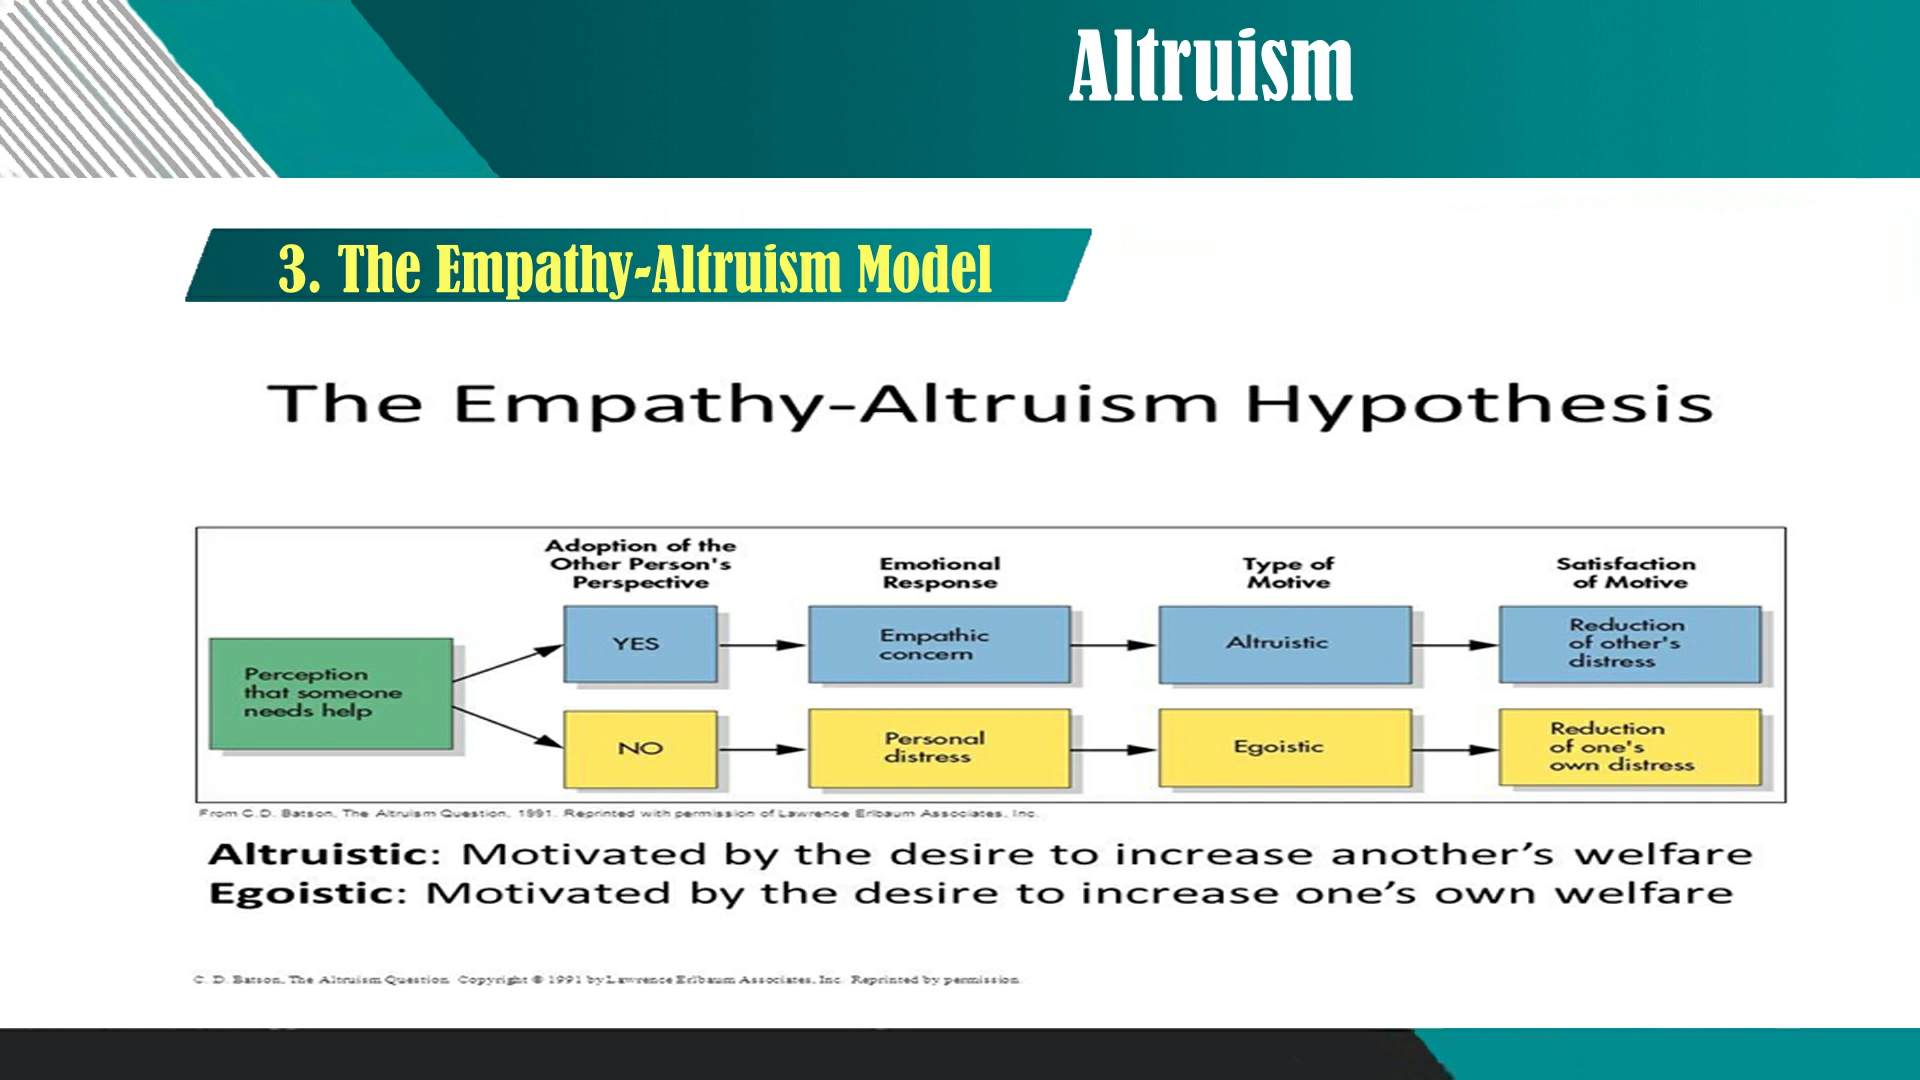 Altruism
3. The Empathy-Altruism Model
The Empathy-Altruism Hypothesis
Adoption of the
Other Person's
Perspective
Emotional
Response
Type of
Motive
Satisfaction
of Motive
Perception
that someone
needs help
YES
Empathic
concern
Altruistic
Reduction
of other's
distress
NO
Personal
distress
Egoistic
Reduction
of one's
own distress
From C.D. Batson, The Altruism Question, 1991. Reprinted with permission of Lawrence Erlbaum Associates, Inc.
Altruistic: Motivated by the desire to increase another’s welfare
Egoistic: Motivated by the desire to increase one’s own welfare
C. D. Batson, The Altruism Question. Copyright © 1991 by Lawrence Erlbaum Associates, Inc. Reprinted by permission.